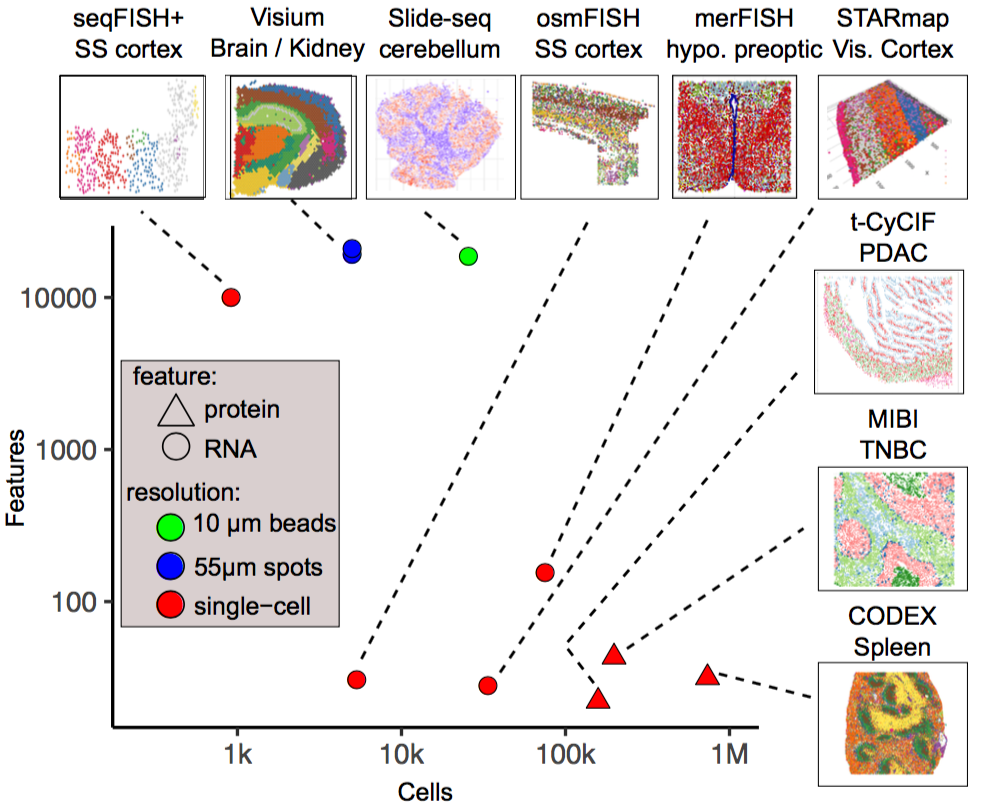 seqFISH+
SS cortex
Visium
Brain / Kidney
Slide-seq
cerebellum
osmFISH
SS cortex
merFISH
hypo. preoptic
STARmap
Vis. Cortex
t-CyCIF
PDAC
MIBI
TNBC
CODEX
Spleen
Features
10000
1000
100
feature:
protein
RNA
resolution:
10 µm beads
55µm spots
single−cell
1k
10k
100k
1M
Cells